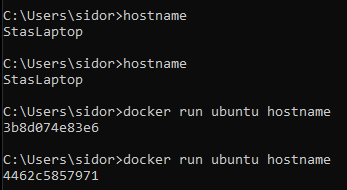 C:\Users\sidor>hostname
StasLaptop
C:\Users\sidor>hostname
StasLaptop
C:\Users\sidor>docker run ubuntu hostname
3b8d074e83e6
C:\Users\sidor>docker run ubuntu hostname
4462c5857971